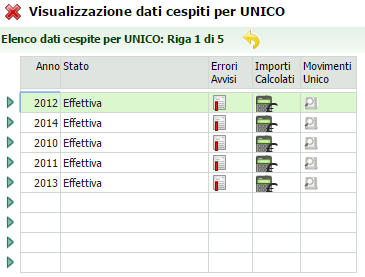 Visualizzazione dati cespiti per UNICO
Elenco dati cespite per UNICO: Riga 1 di 5
Anno Stato Errori Avvisi Importi Calcolati Movimenti Unico
2012 Effettiva
2014 Effettiva
2010 Effettiva
2011 Effettiva
2013 Effettiva